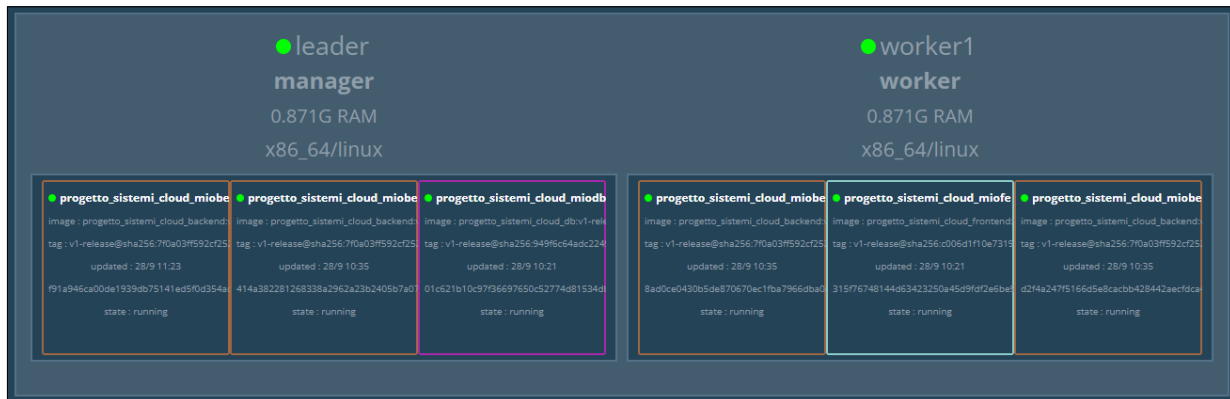 leader
manager
0.871G RAM
x86_64/linux
progetto_sistemi_cloud_miobe
image : progetto_sistemi_cloud_backend:
tag : v1-release@sha256:7f0a03ff592cf25
updated : 28/9 11:23
f91a946ca00de1939db75141ed5f0d354a
state : running
progetto_sistemi_cloud_miobe
image : progetto_sistemi_cloud_backend:
tag : v1-release@sha256:7f0a03ff592cf25
updated : 28/9 10:35
414a382281268338a2962a23b2405b7a0
state : running
progetto_sistemi_cloud_miodb
image : progetto_sistemi_cloud_db:v1-rele
tag : v1-release@sha256:949f6c64adc224
updated : 28/9 10:21
01c621b10c97f36697650c52774d81534d
state : running
worker1
worker
0.871G RAM
x86_64/linux
progetto_sistemi_cloud_miobe
image : progetto_sistemi_cloud_backend:
tag : v1-release@sha256:7f0a03ff592cf25
updated : 28/9 10:35
8ad0ce0430b5de870670ec1fba7966dba0
state : running
progetto_sistemi_cloud_miofe
image : progetto_sistemi_cloud_frontend
tag : v1-release@sha256:c006d1f10e7319
updated : 28/9 10:21
315f76748144d63423250a45d9fdf2e6be
state : running
progetto_sistemi_cloud_miobe
image : progetto_sistemi_cloud_backend:
tag : v1-release@sha256:7f0a03ff592cf25
updated : 28/9 10:35
d2f4a247f5166d5e8cacbb428442aecfdca
state : running